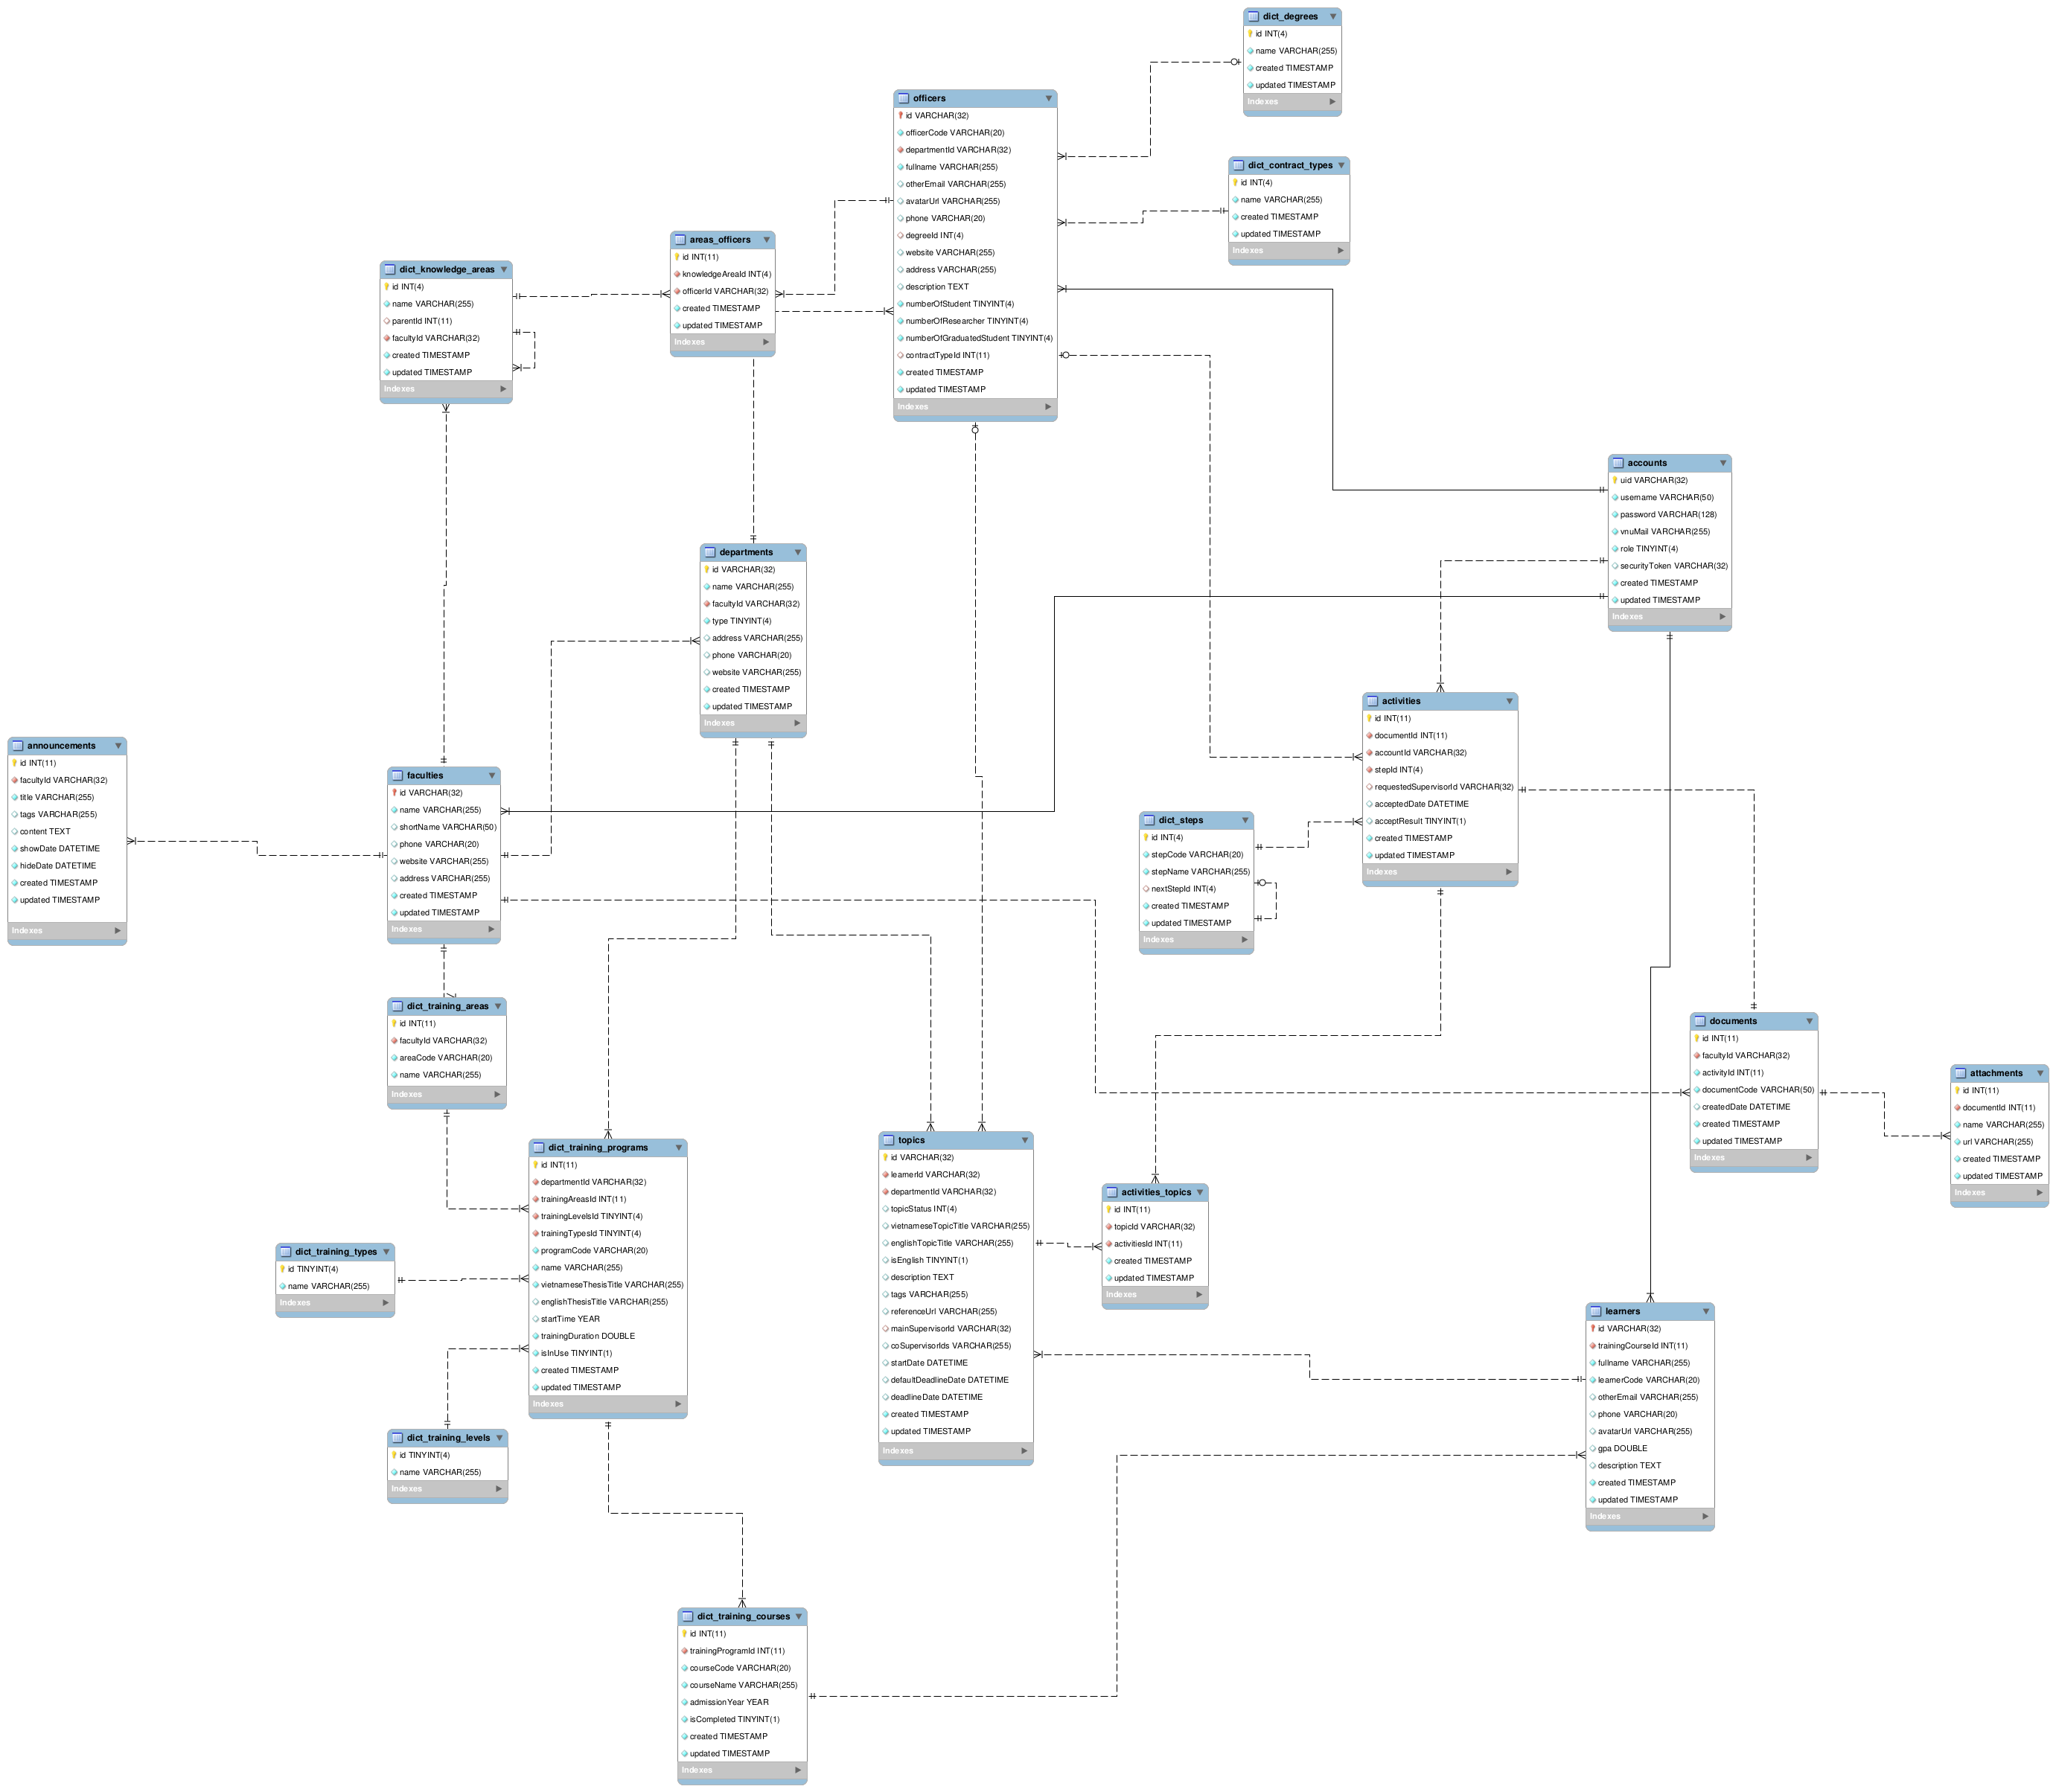 dict_degrees
id INT(4)
name VARCHAR(255)
created TIMESTAMP
updated TIMESTAMP
Indexes
officers
id VARCHAR(32)
officerCode VARCHAR(20)
departmentId VARCHAR(32)
fullname VARCHAR(255)
otherEmail VARCHAR(255)
avatarUrl VARCHAR(255)
phone VARCHAR(20)
degreeId INT(4)
website VARCHAR(255)
address VARCHAR(255)
description TEXT
numberOfStudent TINYINT(4)
numberOfResearcher TINYINT(4)
numberOfGraduatedStudent TINYINT(4)
contractTypeId INT(11)
created TIMESTAMP
updated TIMESTAMP
Indexes
dict_contract_types
id INT(4)
name VARCHAR(255)
created TIMESTAMP
updated TIMESTAMP
Indexes
areas_officers
id INT(11)
knowledgeAreaId INT(4)
officerId VARCHAR(32)
created TIMESTAMP
updated TIMESTAMP
Indexes
dict_knowledge_areas
id INT(4)
name VARCHAR(255)
parentId INT(11)
facultyId VARCHAR(32)
created TIMESTAMP
updated TIMESTAMP
Indexes
accounts
uid VARCHAR(32)
username VARCHAR(50)
password VARCHAR(128)
vnuMail VARCHAR(255)
role TINYINT(4)
securityToken VARCHAR(32)
created TIMESTAMP
updated TIMESTAMP
Indexes
departments
id VARCHAR(32)
name VARCHAR(255)
facultyId VARCHAR(32)
type TINYINT(4)
address VARCHAR(255)
phone VARCHAR(20)
website VARCHAR(255)
created TIMESTAMP
updated TIMESTAMP
Indexes
activities
id INT(11)
documentId INT(11)
accountId VARCHAR(32)
stepId INT(4)
requestedSupervisorId VARCHAR(32)
acceptedDate DATETIME
acceptResult TINYINT(1)
created TIMESTAMP
updated TIMESTAMP
Indexes
announcements
id INT(11)
facultyId VARCHAR(32)
title VARCHAR(255)
tags VARCHAR(255)
content TEXT
showDate DATETIME
hideDate DATETIME
created TIMESTAMP
updated TIMESTAMP
Indexes
faculties
id VARCHAR(32)
name VARCHAR(255)
shortName VARCHAR(50)
phone VARCHAR(20)
website VARCHAR(255)
address VARCHAR(255)
created TIMESTAMP
updated TIMESTAMP
Indexes
dict_steps
id INT(4)
stepCode VARCHAR(20)
stepName VARCHAR(255)
nextStepId INT(4)
created TIMESTAMP
updated TIMESTAMP
Indexes
dict_training_areas
id INT(11)
facultyId VARCHAR(32)
areaCode VARCHAR(20)
name VARCHAR(255)
Indexes
documents
id INT(11)
facultyId VARCHAR(32)
activityId INT(11)
documentCode VARCHAR(50)
createdDate DATETIME
created TIMESTAMP
updated TIMESTAMP
Indexes
attachments
id INT(11)
documentId INT(11)
name VARCHAR(255)
url VARCHAR(255)
created TIMESTAMP
updated TIMESTAMP
Indexes
dict_training_programs
id INT(11)
departmentId VARCHAR(32)
trainingAreasId INT(11)
trainingLevelsId TINYINT(4)
trainingTypesId TINYINT(4)
programCode VARCHAR(20)
name VARCHAR(255)
vietnameseThesisTitle VARCHAR(255)
englishThesisTitle VARCHAR(255)
startTime YEAR
trainingDuration DOUBLE
isInUse TINYINT(1)
created TIMESTAMP
updated TIMESTAMP
Indexes
topics
id VARCHAR(32)
learnerId VARCHAR(32)
departmentId VARCHAR(32)
topicStatus INT(4)
vietnameseTopicTitle VARCHAR(255)
englishTopicTitle VARCHAR(255)
isEnglish TINYINT(1)
description TEXT
tags VARCHAR(255)
referenceUrl VARCHAR(255)
mainSupervisorId VARCHAR(32)
coSupervisorIds VARCHAR(255)
startDate DATETIME
defaultDeadlineDate DATETIME
deadlineDate DATETIME
created TIMESTAMP
updated TIMESTAMP
Indexes
activities_topics
id INT(11)
topicId VARCHAR(32)
activitiesId INT(11)
created TIMESTAMP
updated TIMESTAMP
Indexes
dict_training_types
id TINYINT(4)
name VARCHAR(255)
Indexes
learners
id VARCHAR(32)
trainingCourseId INT(11)
fullname VARCHAR(255)
learnerCode VARCHAR(20)
otherEmail VARCHAR(255)
phone VARCHAR(20)
avatarUrl VARCHAR(255)
gpa DOUBLE
description TEXT
created TIMESTAMP
updated TIMESTAMP
Indexes
dict_training_levels
id TINYINT(4)
name VARCHAR(255)
Indexes
dict_training_courses
id INT(11)
trainingProgramId INT(11)
courseCode VARCHAR(20)
courseName VARCHAR(255)
admissionYear YEAR
isCompleted TINYINT(1)
created TIMESTAMP
updated TIMESTAMP
Indexes